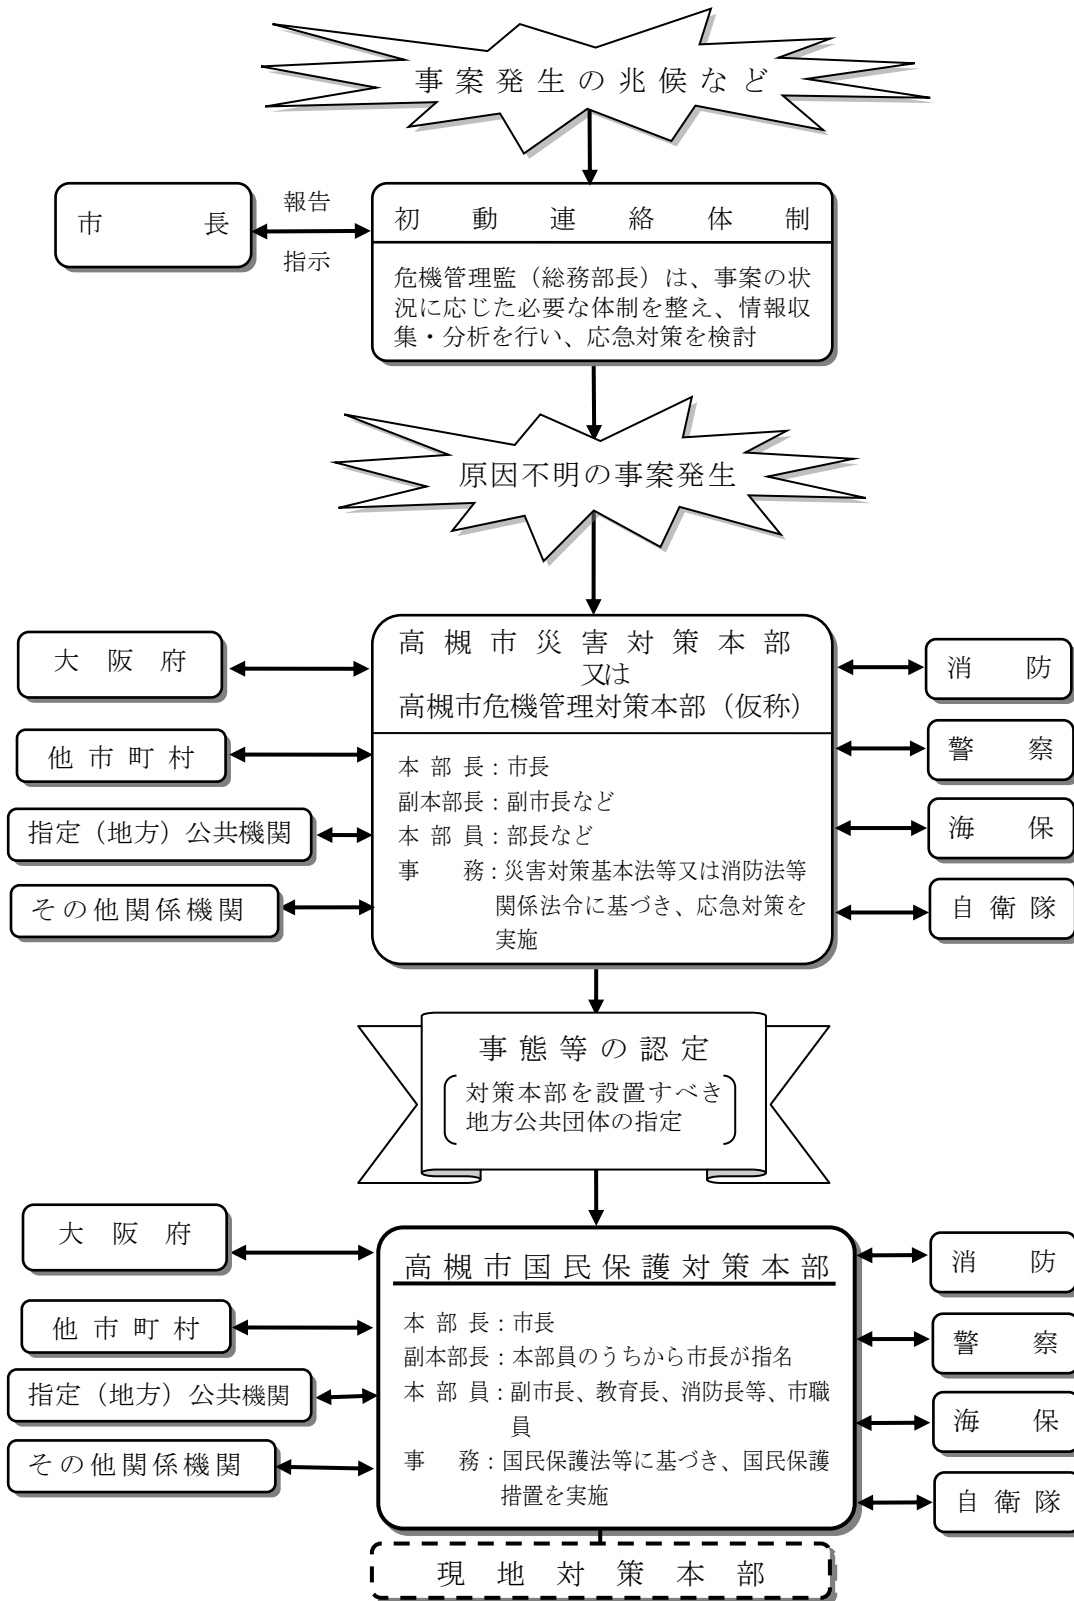 事案発生の兆候など
市長
報告
指示
初動連絡体制
危機管理監（総務部長）は、事案の状
況に応じた必要な体制を整え、情報収
集・分析を行い、応急対策を検討
原因不明の事案発生
高槻市災害対策本部
又は
高槻市危機管理対策本部（仮称）
本部長：市長
副本部長：副市長など
本部員：部長など
事務：災害対策基本法等又は消防法等
関係法令に基づき、応急対策を
実施
大阪府
他市町村
指定（地方）公共機関
その他関係機関
消防
警察
海保
自衛隊
事態等の認定
対策本部を設置すべき
地方公共団体の指定
高槻市国民保護対策本部
本部長：市長
副本部長：本部員のうちから市長が指名
本部員：副市長、教育長、消防長等、市職
員
事務：国民保護法等に基づき、国民保護
措置を実施
大阪府
他市町村
指定（地方）公共機関
その他関係機関
消防
警察
海保
自衛隊
現地対策本部